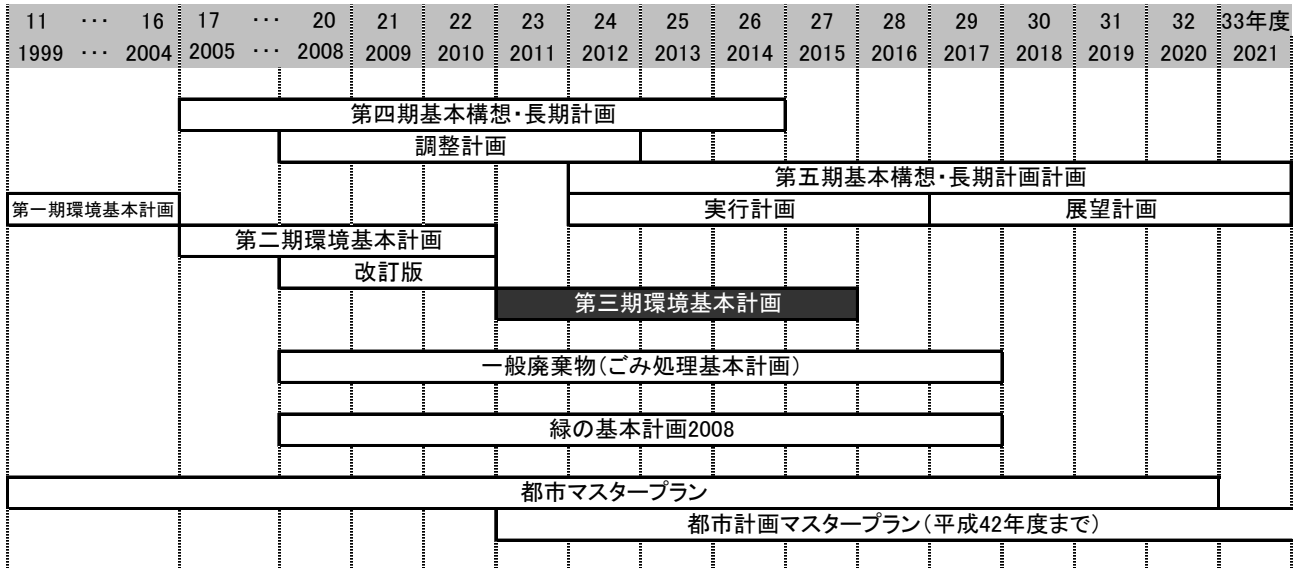 11 ・・・ 16 17 ・・・ 20 21 22 23 24 25 26 27 28 29 30 31 32 33年度
1999 ・・・ 2004 2005 ・・・ 2008 2009 2010 2011 2012 2013 2014 2015 2016 2017 2018 2019 2020 2021
第四期基本構想・長期計画
調整計画
第五期基本構想・長期計画計画
第一期環境基本計画 実行計画 展望計画
第二期環境基本計画
改訂版
第三期環境基本計画
一般廃棄物(ごみ処理基本計画)
緑の基本計画2008
都市マスタープラン
都市計画マスタープラン(平成42年度まで)